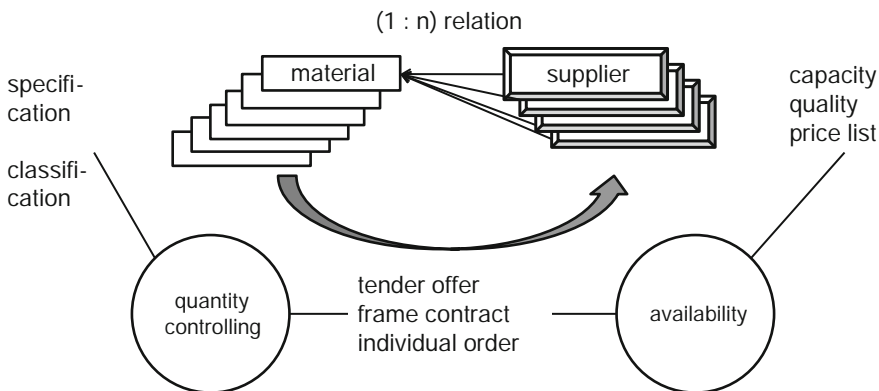 (1 : n) relation
material
supplier
specifi-
cation
classifi-
cation
capacity
quality
price list
quantity
controlling
tender offer
frame contract
individual order
availability